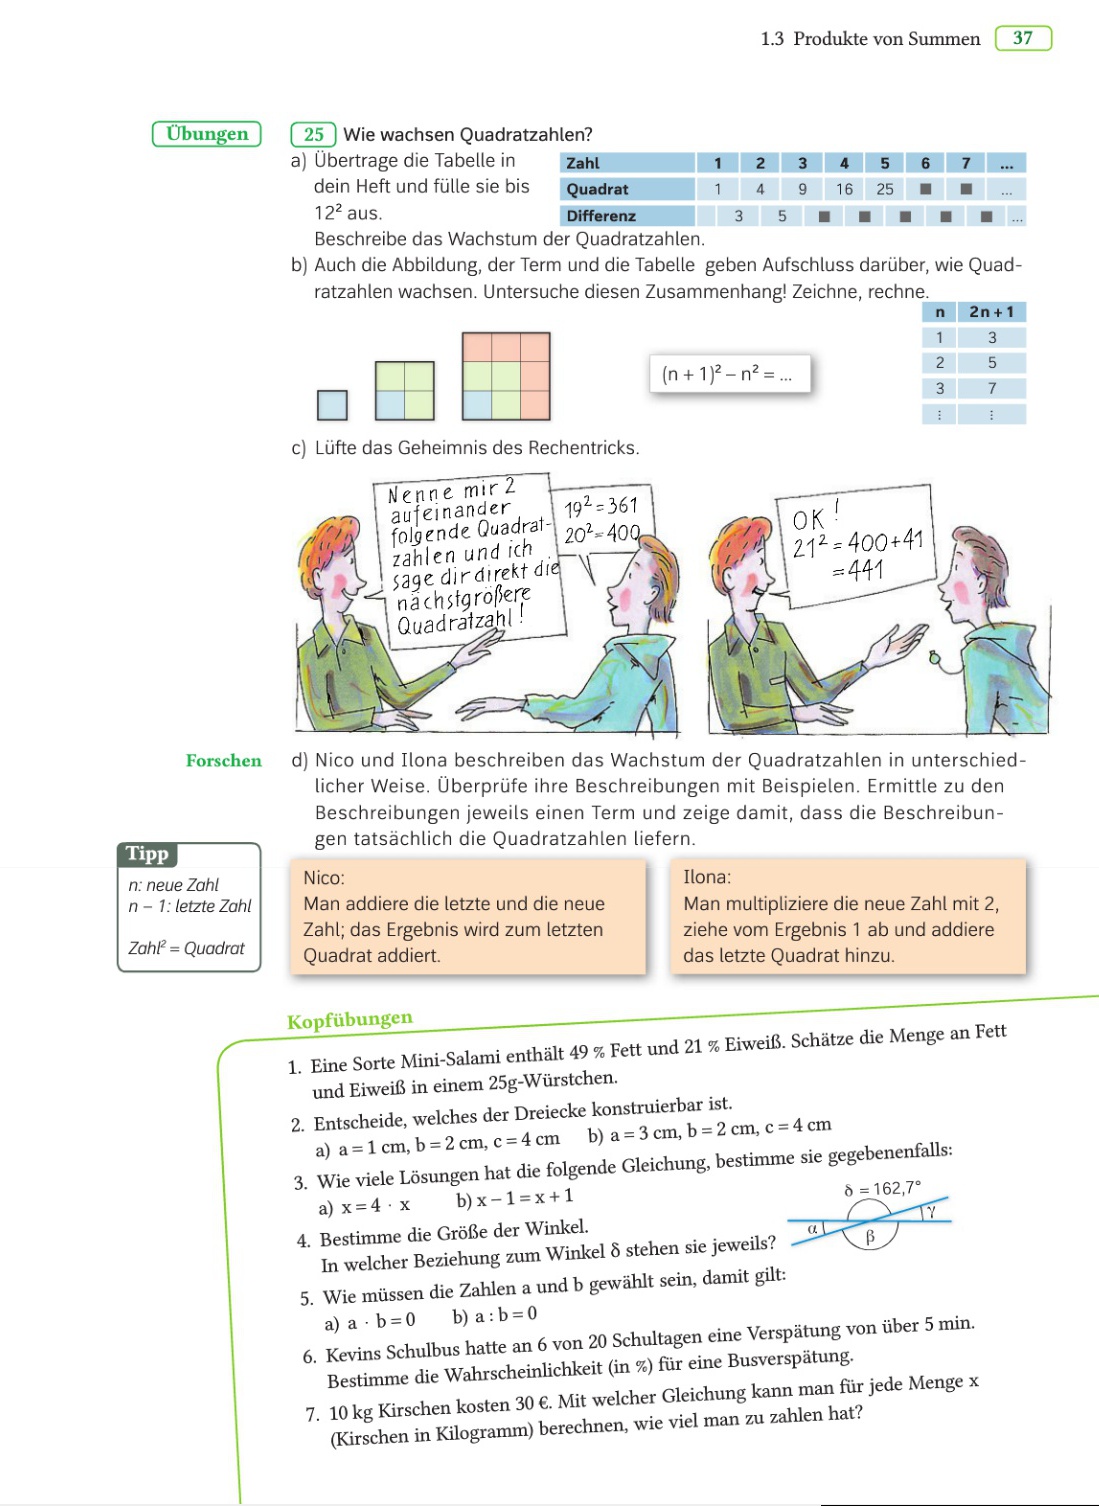 1.3 Produkte von Summen 37
Übungen
25 Wie wachsen Quadratzahlen?
a) Übertrage die Tabelle in
dein Heft und fülle sie bis
12² aus.
Zahl 1 2 3 4 5 6 7 ...
Quadrat 1 4 9 16 25 ■ ■ ...
Differenz 3 5 ■ ■ ■ ■ ■ ...
Beschreibe das Wachstum der Quadratzahlen.
b) Auch die Abbildung, der Term und die Tabelle geben Aufschluss darüber, wie Quad-
ratzahlen wachsen. Untersuche diesen Zusammenhang! Zeichne, rechne.
(n + 1)² – n² = ...
n 2n + 1
1 3
2 5
3 7
⋮ ⋮
c) Lüfte das Geheimnis des Rechentricks.
Nenne mir 2
aufeinander
folgende Quadrat-
zahlen und ich
sage dir direkt die
nächstgrößere
Quadratzahl!
19² = 361
20² = 400
OK!
21² = 400 + 41
= 441
Forschen
d) Nico und Ilona beschreiben das Wachstum der Quadratzahlen in unterschied-
licher Weise. Überprüfe ihre Beschreibungen mit Beispielen. Ermittle zu den
Beschreibungen jeweils einen Term und zeige damit, dass die Beschreibun-
gen tatsächlich die Quadratzahlen liefern.
Tipp
n: neue Zahl
n – 1: letzte Zahl
Zahl² = Quadrat
Nico:
Man addiere die letzte und die neue
Zahl; das Ergebnis wird zum letzten
Quadrat addiert.
Ilona:
Man multipliziere die neue Zahl mit 2,
ziehe vom Ergebnis 1 ab und addiere
das letzte Quadrat hinzu.
Kopfübungen
1. Eine Sorte Mini-Salami enthält 49 % Fett und 21 % Eiweiß. Schätze die Menge an Fett
und Eiweiß in einem 25g-Würstchen.
2. Entscheide, welches der Dreiecke konstruierbar ist.
a) a = 1 cm, b = 2 cm, c = 4 cm b) a = 3 cm, b = 2 cm, c = 4 cm
3. Wie viele Lösungen hat die folgende Gleichung, bestimme sie gegebenenfalls:
a) x = 4 · x b) x – 1 = x + 1
4. Bestimme die Größe der Winkel.
In welcher Beziehung zum Winkel δ stehen sie jeweils?
δ = 162,7°
γ
α
β
5. Wie müssen die Zahlen a und b gewählt sein, damit gilt:
a) a · b = 0 b) a : b = 0
6. Kevins Schulbus hatte an 6 von 20 Schultagen eine Verspätung von über 5 min.
Bestimme die Wahrscheinlichkeit (in %) für eine Busverspätung.
7. 10 kg Kirschen kosten 30 €. Mit welcher Gleichung kann man für jede Menge x
(Kirschen in Kilogramm) berechnen, wie viel man zu zahlen hat?